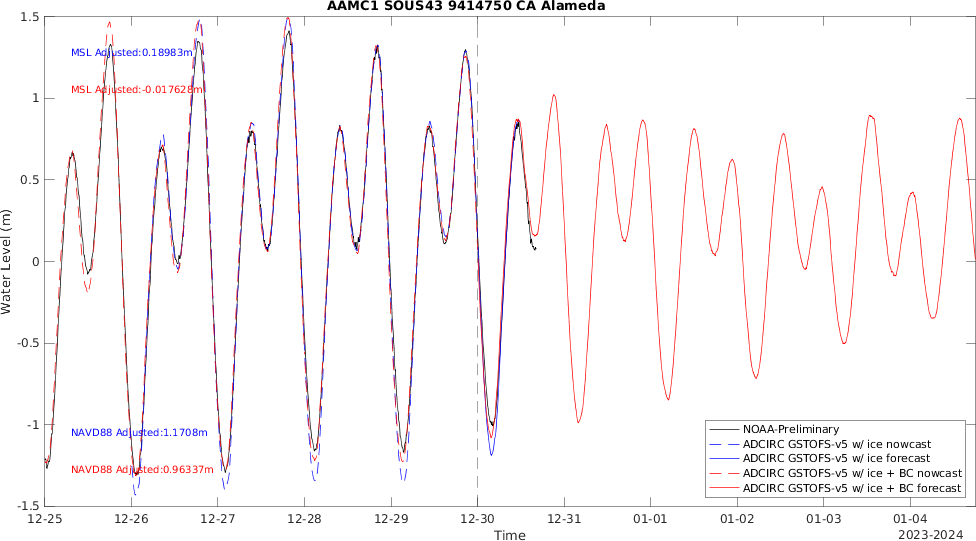 AAMC1 SOUS43 9414750 CA Alameda
1.5
1
0.5
0
-0.5
-1
-1.5
Water Level (m)
MSL Adjusted:0.18983m
MSL Adjusted:-0.017628m
NAVD88 Adjusted:1.1708m
NAVD88 Adjusted:0.96337m
NOAA-Preliminary
ADCIRC GSTOFS-v5 w/ ice nowcast
ADCIRC GSTOFS-v5 w/ ice forecast
ADCIRC GSTOFS-v5 w/ ice + BC nowcast
ADCIRC GSTOFS-v5 w/ ice + BC forecast
12-25 12-26 12-27 12-28 12-29 12-30 12-31 01-01 01-02 01-03 01-04
Time
2023-2024